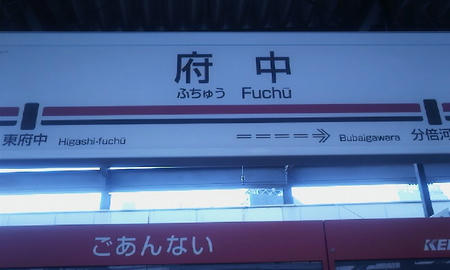 府中
ふちゅう Fuchū
東府中 Higashi-fuchū
Bubaigawara 分倍河
ごあんない